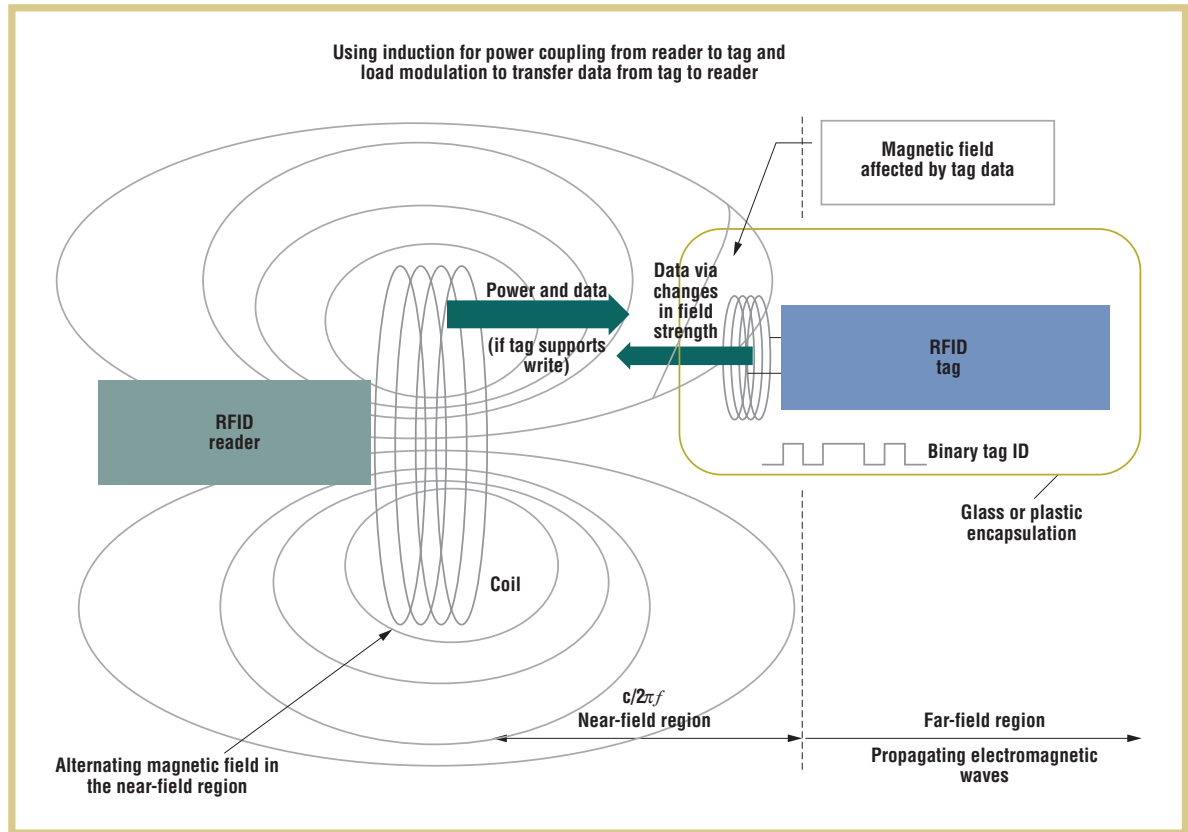 Using induction for power coupling from reader to tag and
load modulation to transfer data from tag to reader
Magnetic field
affected by tag data
Data via
changes
in field
strength
Power and data
(if tag supports
write)
RFID
tag
RFID
reader
Binary tag ID
Glass or plastic
encapsulation
Coil
c/2πf
Near-field region
Far-field region
Propagating electromagnetic
waves
Alternating magnetic field in
the near-field region